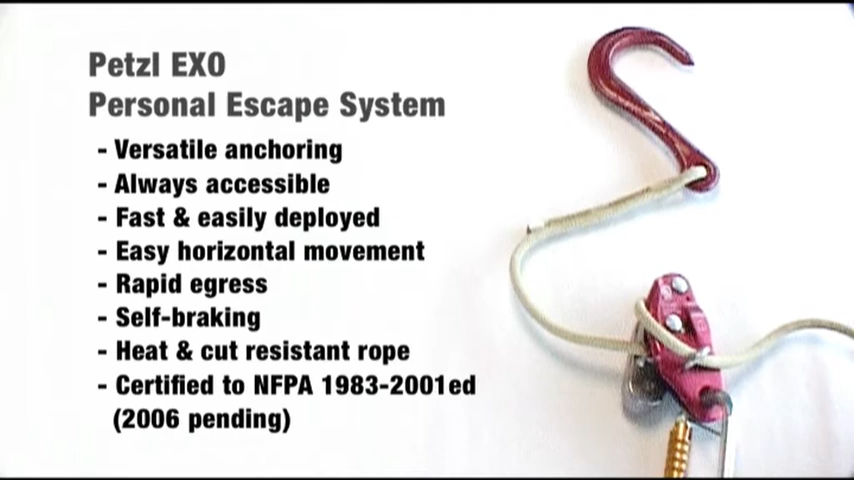 Petzl EXO
Personal Escape System
- Versatile anchoring
- Always accessible
- Fast & easily deployed
- Easy horizontal movement
- Rapid egress
- Self-braking
- Heat & cut resistant rope
- Certified to NFPA 1983-2001ed
(2006 pending)